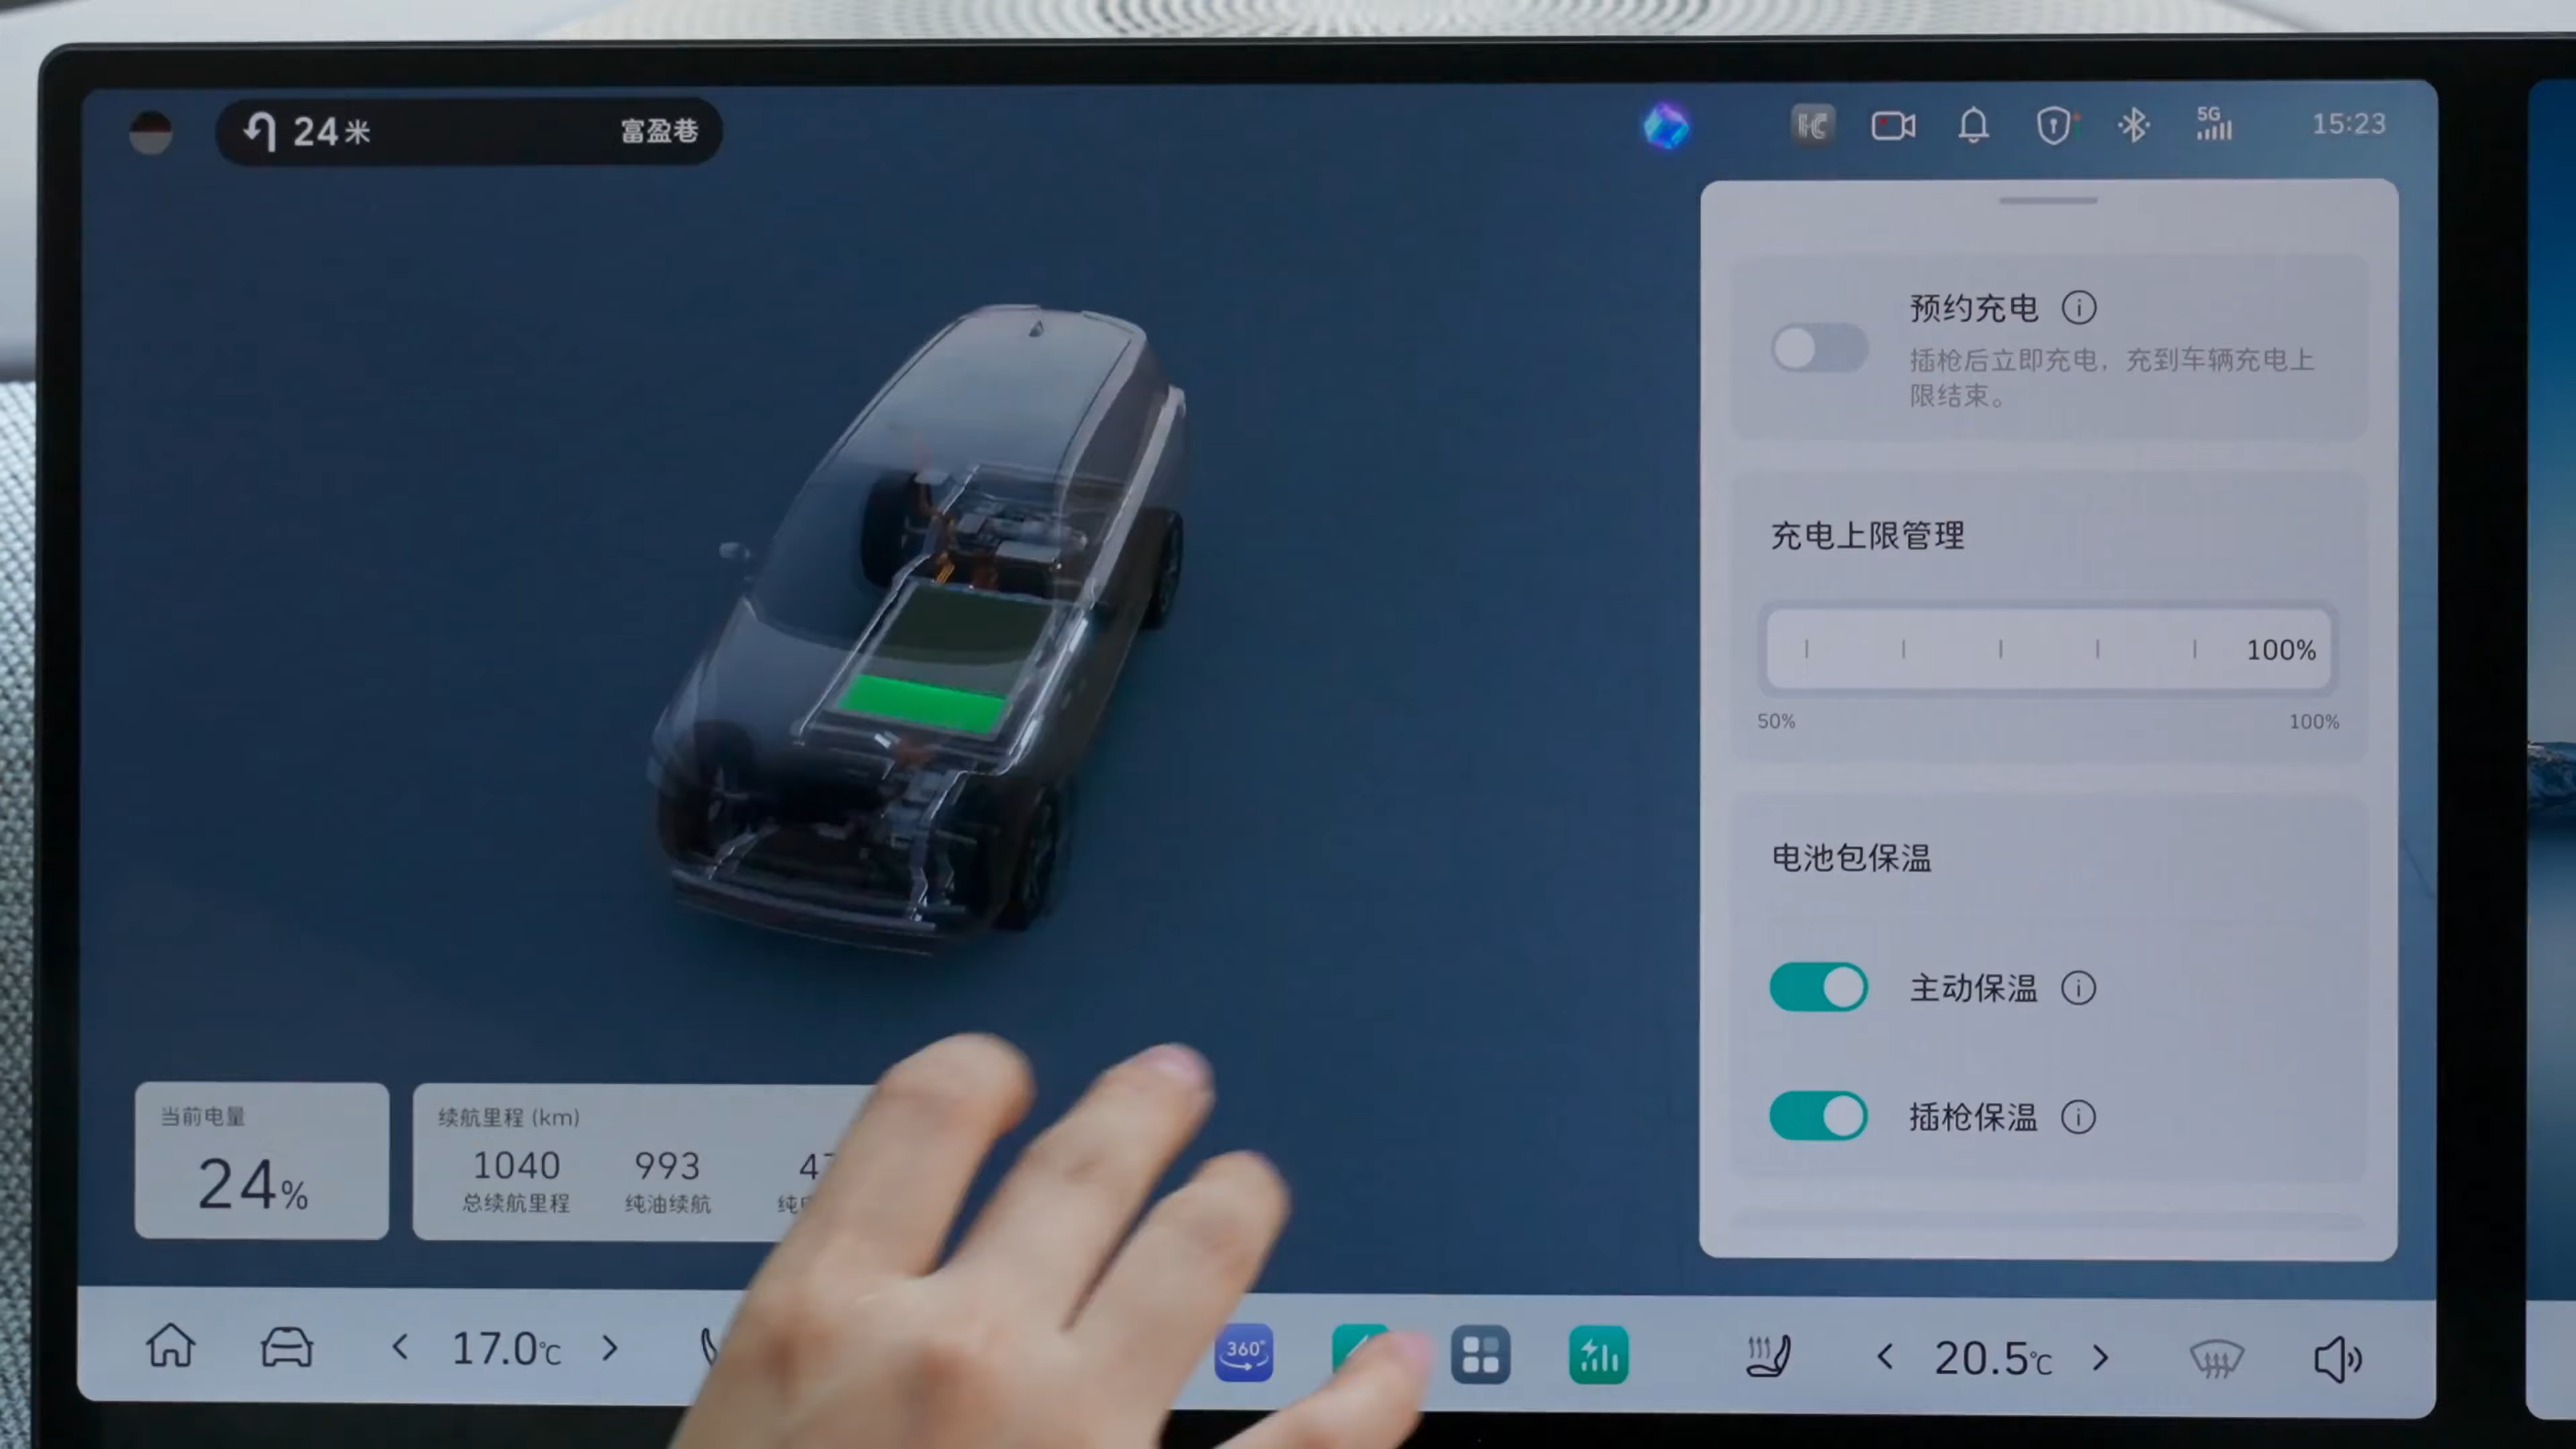 24米
富盈巷
5G
15:23
预约充电
插枪后立即充电，充到车辆充电上
限结束。
充电上限管理
100%
50%
100%
电池包保温
主动保温
插枪保温
当前电量
24%
续航里程 (km)
1040
993
总续航里程
纯油续航
17.0℃
360°
20.5℃